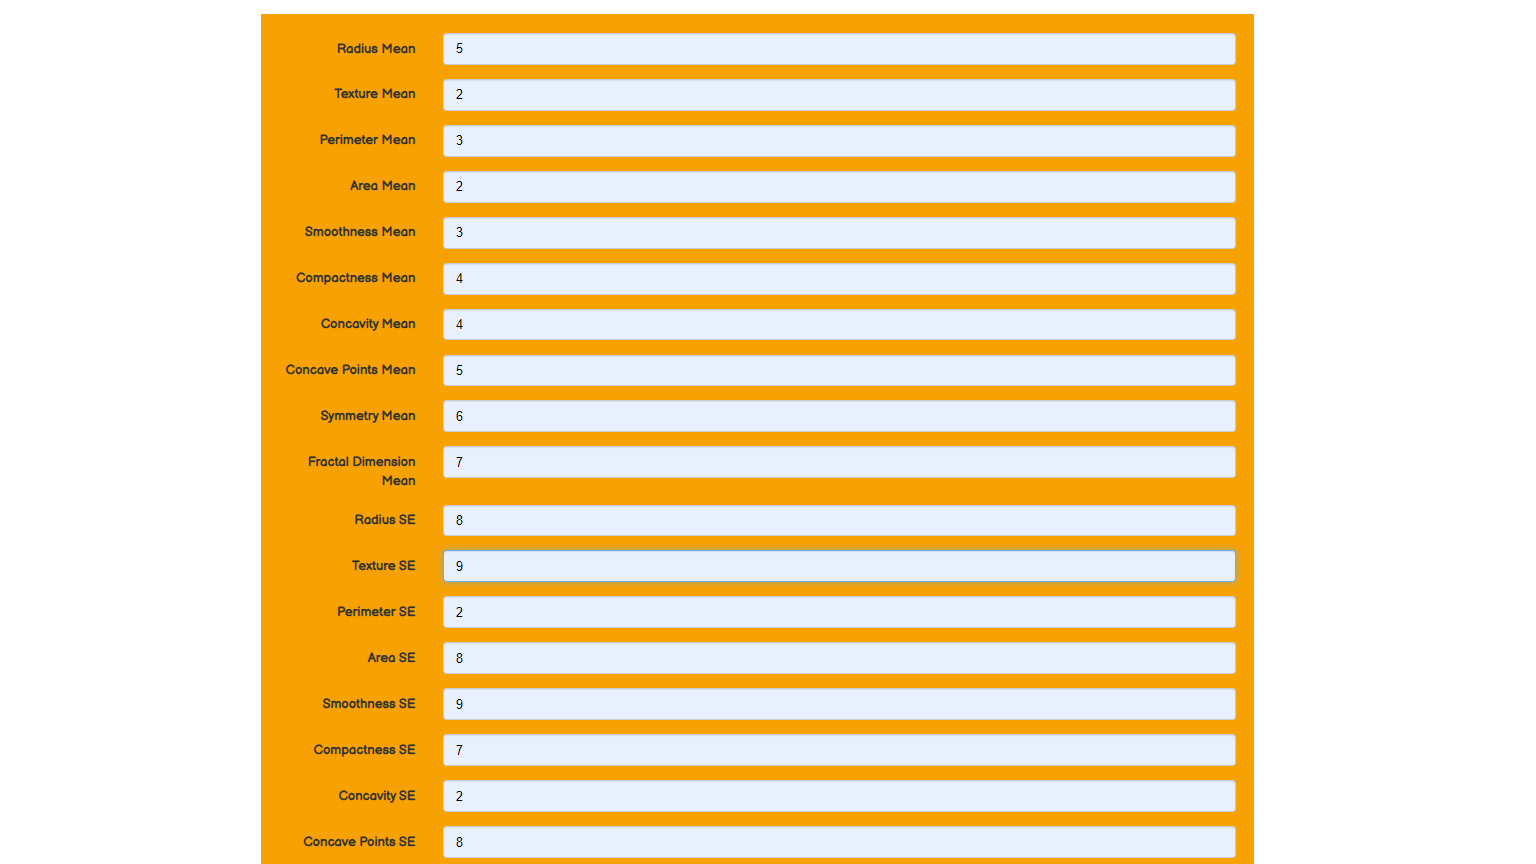 Radius Mean 5
Texture Mean 2
Perimeter Mean 3
Area Mean 2
Smoothness Mean 3
Compactness Mean 4
Concavity Mean 4
Concave Points Mean 5
Symmetry Mean 6
Fractal Dimension 7
Mean
Radius SE 8
Texture SE 9
Perimeter SE 2
Area SE 8
Smoothness SE 9
Compactness SE 7
Concavity SE 2
Concave Points SE 8